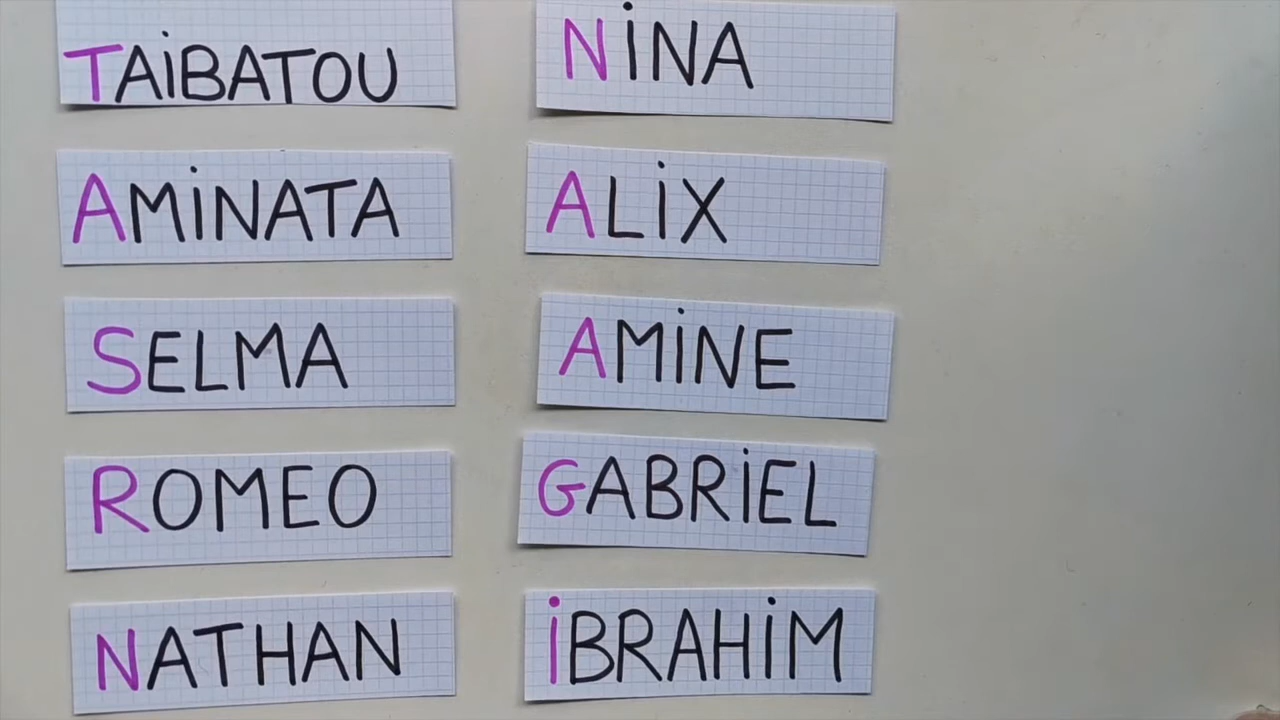 TAiBATOU
AMiNATA
SELMA
ROMEO
NATHAN
NiNA
ALiX
AMiNE
GABRiEL
iBRAHiM